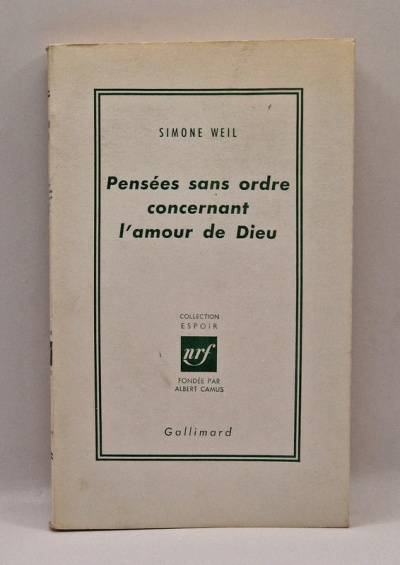 SIMONE WEIL
Pensées sans ordre
concernant
l'amour de Dieu
COLLECTION
ESPOIR
nrf
FONDÉE PAR
ALBERT CAMUS
Gallimard